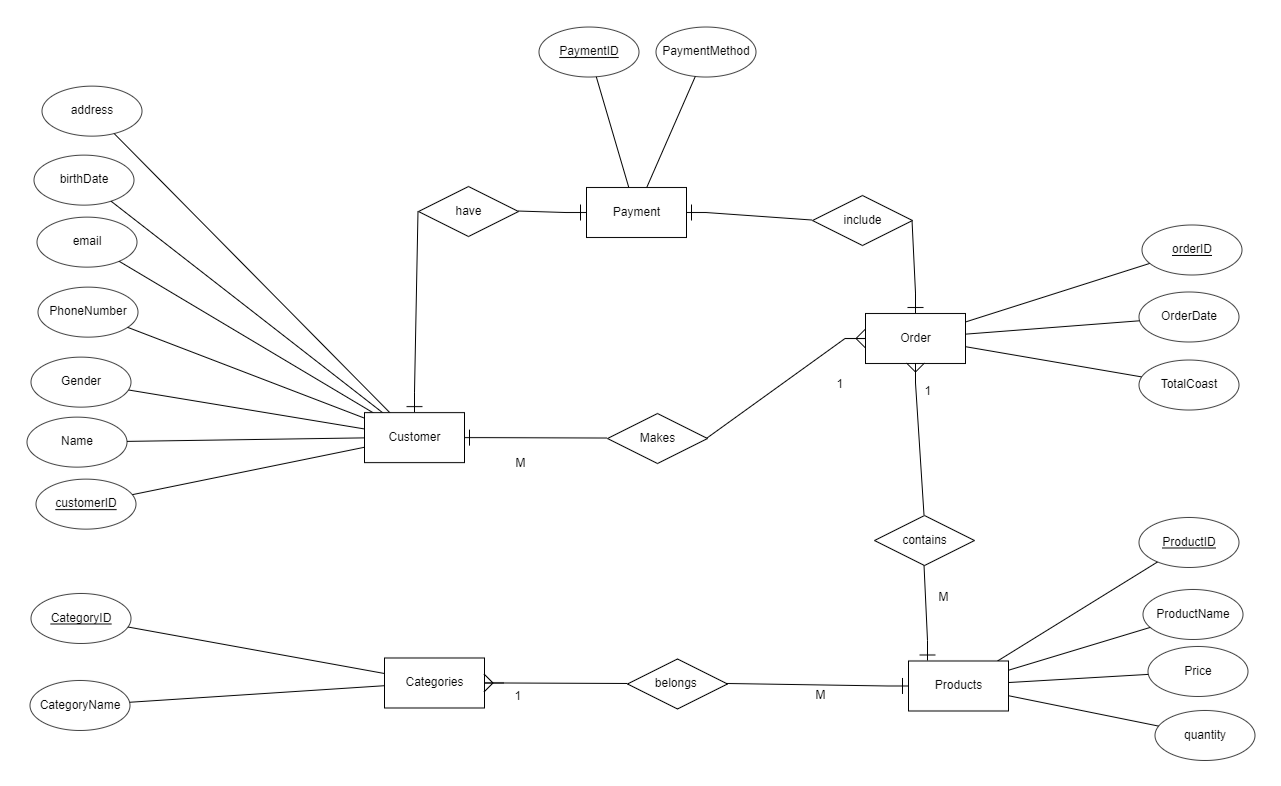 PaymentID
PaymentMethod
address
birthDate
email
PhoneNumber
Gender
Name
customerID
have
Payment
include
orderID
OrderDate
TotalCoast
Order
1
1
Customer
M
Makes
contains
M
ProductID
ProductName
Price
quantity
CategoryID
CategoryName
Categories
1
belongs
M
Products